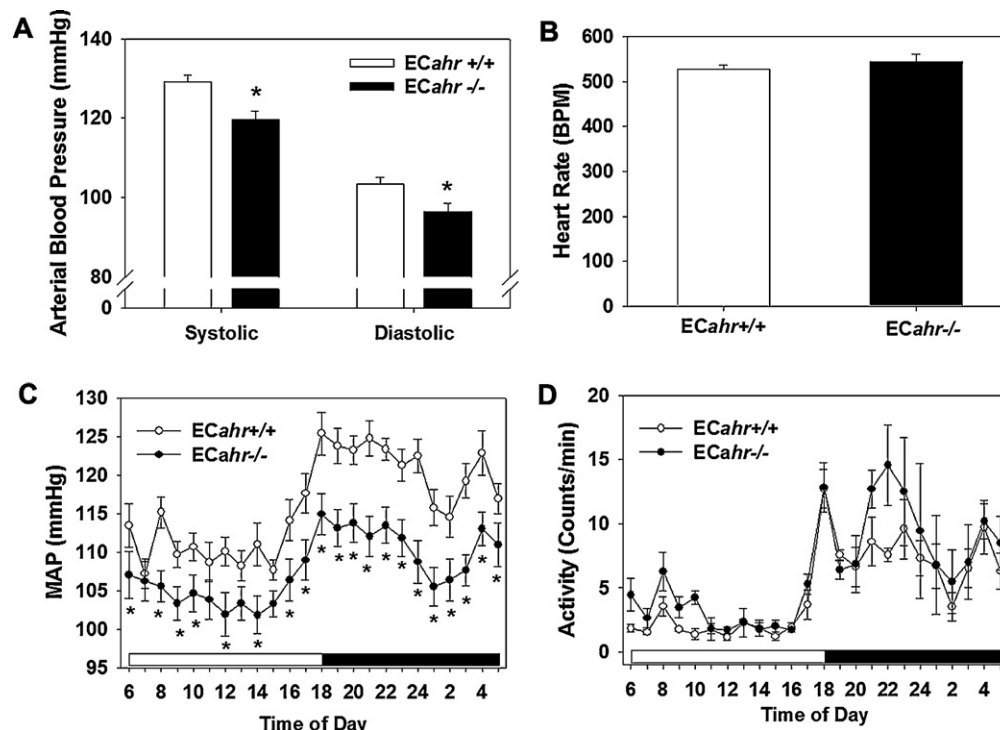 A
Arterial Blood Pressure (mmHg)
140
120
100
80
0
ECahr +/+
ECahr -/-
*
*
Systolic
Diastolic
B
Heart Rate (BPM)
600
500
400
300
200
100
0
ECahr+/+
ECahr-/-
C
MAP (mmHg)
130
125
120
115
110
105
100
95
ECahr+/+
ECahr-/-
* * * * * * * * * * * * * * * * * * *
6 8 10 12 14 16 18 20 22 24 2 4
Time of Day
D
Activity (Counts/min)
20
15
10
5
0
ECahr+/+
ECahr-/-
6 8 10 12 14 16 18 20 22 24 2 4
Time of Day